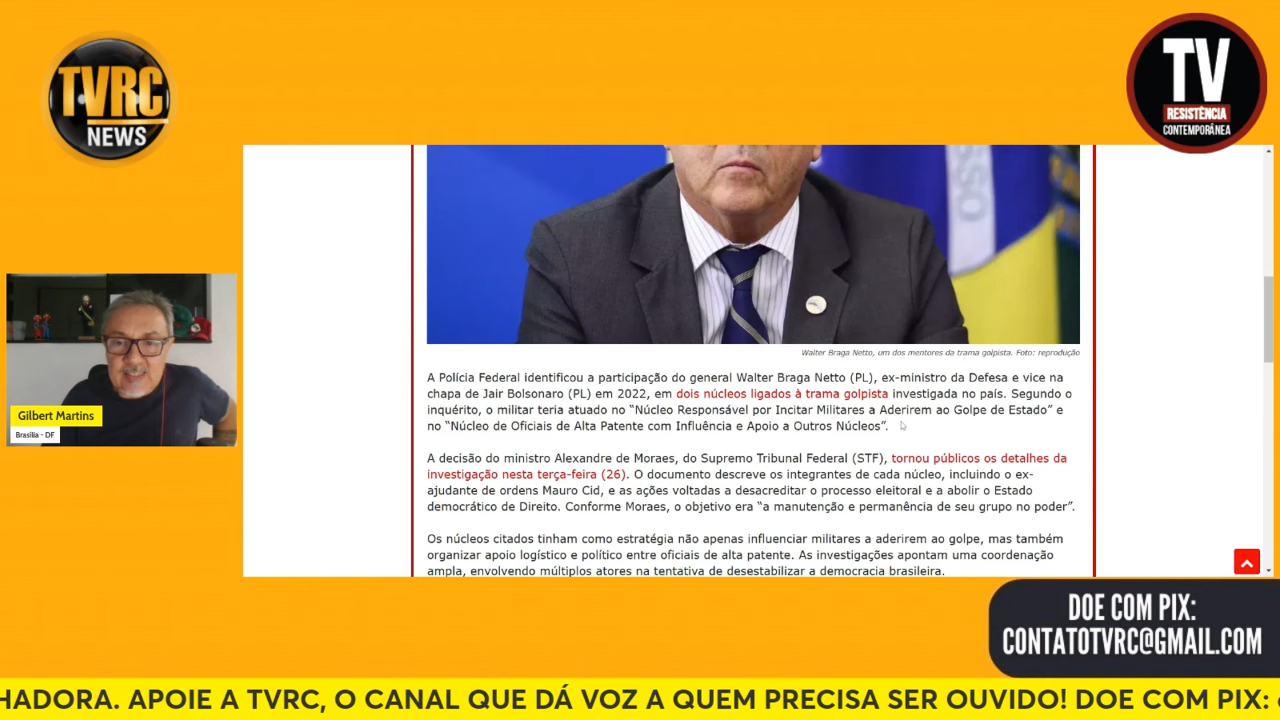 TVRC
NEWS
TV
RESISTÊNCIA
CONTEMPORÂNEA
Walter Braga Netto, um dos mentores da trama golpista. Foto: reprodução
A Polícia Federal identificou a participação do general Walter Braga Netto (PL), ex-ministro da Defesa e vice na
chapa de Jair Bolsonaro (PL) em 2022, em dois núcleos ligados à trama golpista investigada no país. Segundo o
inquérito, o militar teria atuado no “Núcleo Responsável por Incitar Militares a Aderirem ao Golpe de Estado” e
no “Núcleo de Oficiais de Alta Patente com Influência e Apoio a Outros Núcleos”.
A decisão do ministro Alexandre de Moraes, do Supremo Tribunal Federal (STF), tornou públicos os detalhes da
investigação nesta terça-feira (26). O documento descreve os integrantes de cada núcleo, incluindo o ex-
ajudante de ordens Mauro Cid, e as ações voltadas a desacreditar o processo eleitoral e a abolir o Estado
democrático de Direito. Conforme Moraes, o objetivo era “a manutenção e permanência de seu grupo no poder”.
Os núcleos citados tinham como estratégia não apenas influenciar militares a aderirem ao golpe, mas também
organizar apoio logístico e político entre oficiais de alta patente. As investigações apontam uma coordenação
ampla, envolvendo múltiplos atores na tentativa de desestabilizar a democracia brasileira.
Gilbert Martins
Brasília - DF
DOE COM PIX:
CONTATOTVRC@GMAIL.COM
HADORA. APOIE A TVRC, O CANAL QUE DÁ VOZ A QUEM PRECISA SER OUVIDO! DOE COM PIX: